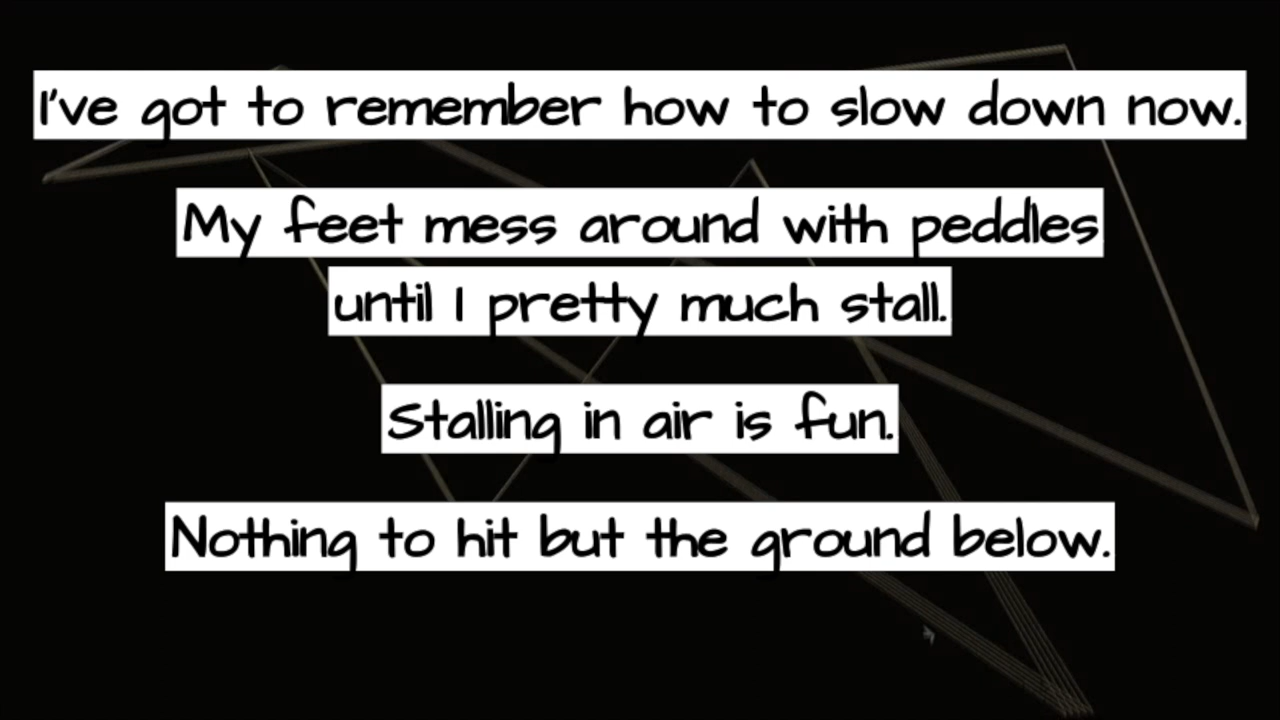 I've got to remember how to slow down now.
My feet mess around with peddles
until I pretty much stall.
Stalling in air is fun.
Nothing to hit but the ground below.